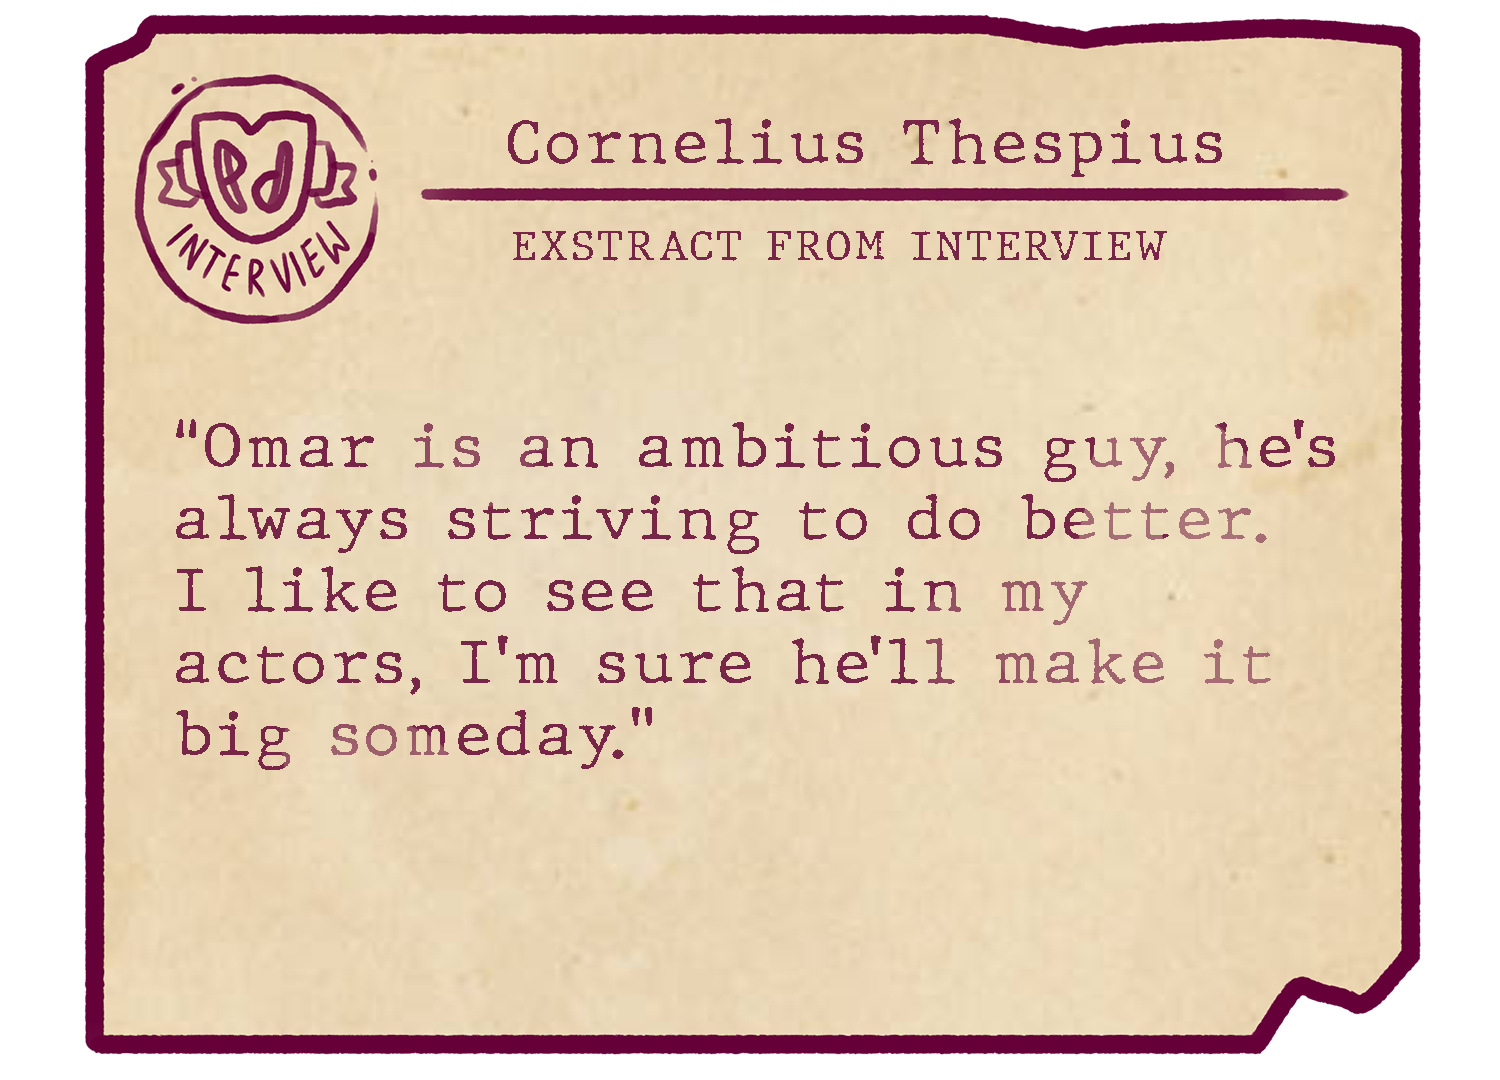 Pd
INTERVIEW
Cornelius Thespius
EXSTRACT FROM INTERVIEW
“Omar is an ambitious guy, he's
always striving to do better.
I like to see that in my
actors, I'm sure he'll make it
big someday."